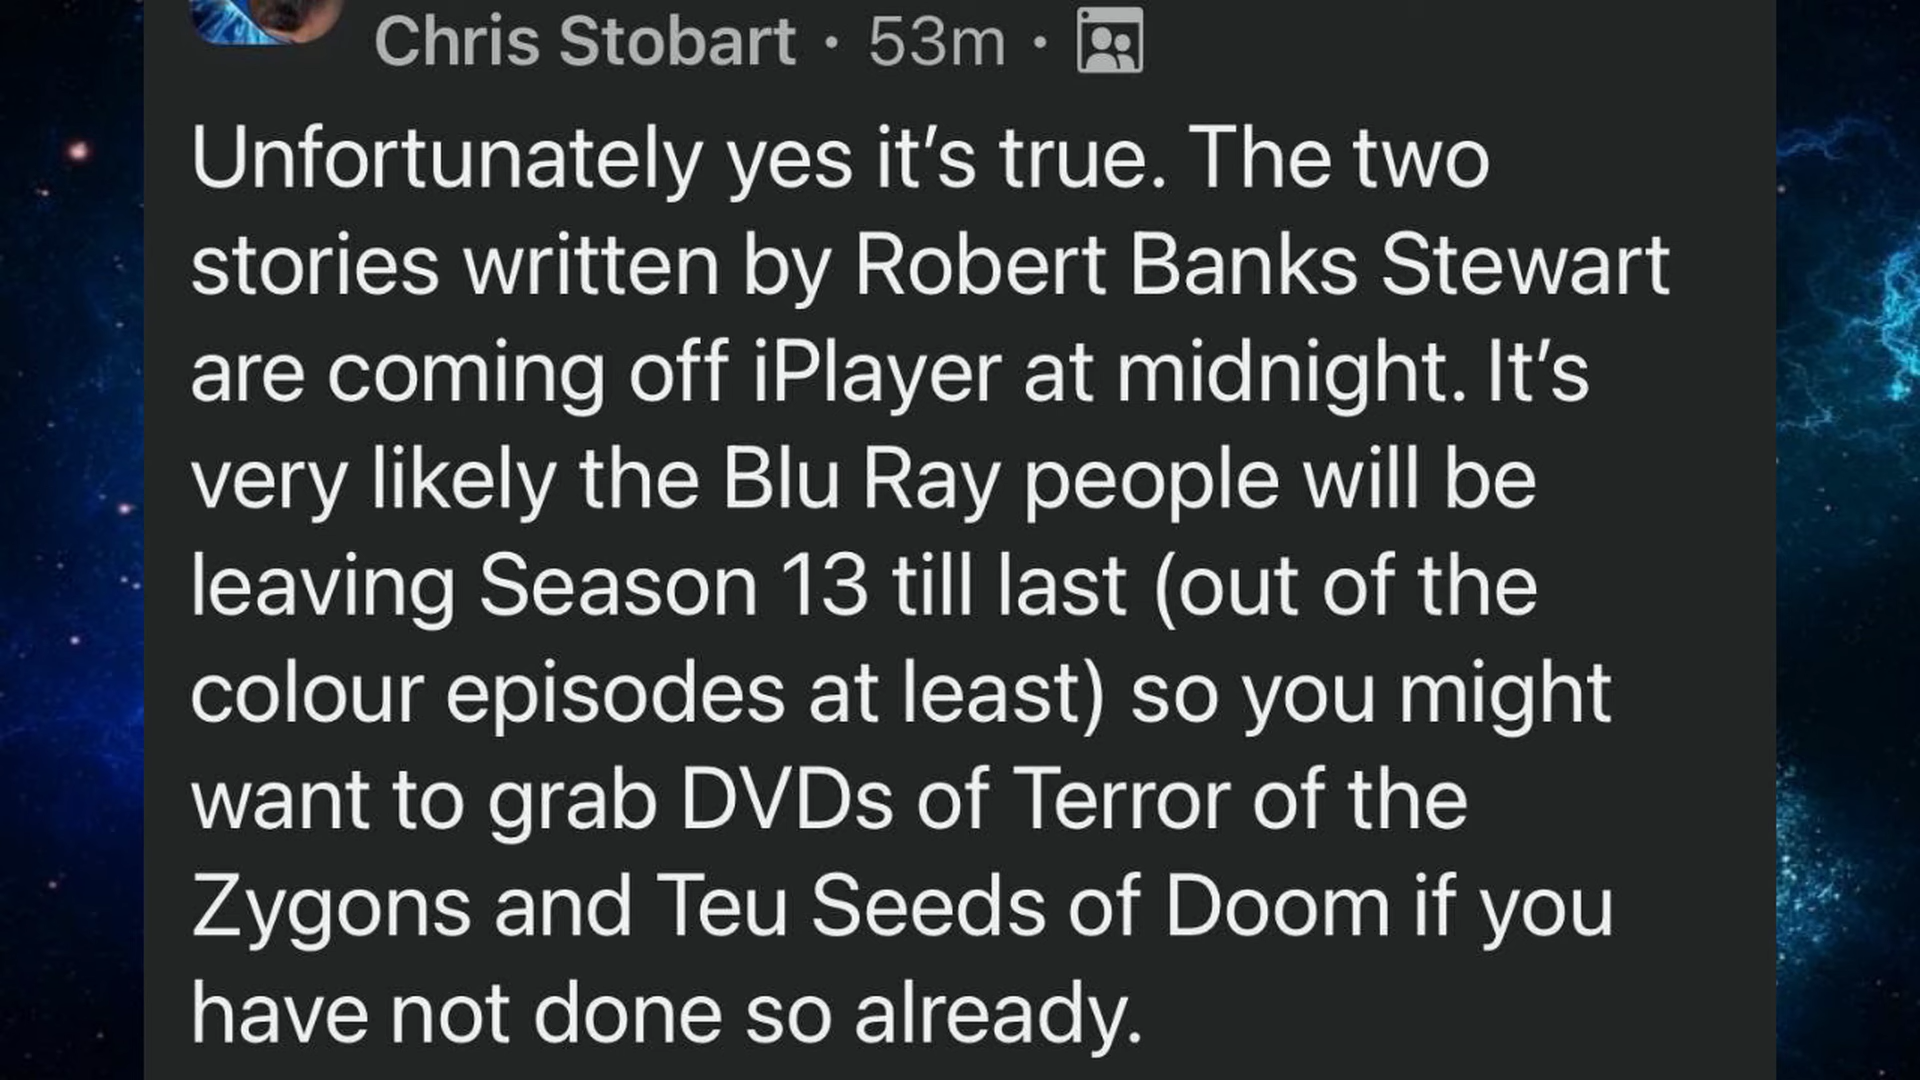 Chris Stobart · 53m ·
Unfortunately yes it’s true. The two
stories written by Robert Banks Stewart
are coming off iPlayer at midnight. It’s
very likely the Blu Ray people will be
leaving Season 13 till last (out of the
colour episodes at least) so you might
want to grab DVDs of Terror of the
Zygons and Teu Seeds of Doom if you
have not done so already.